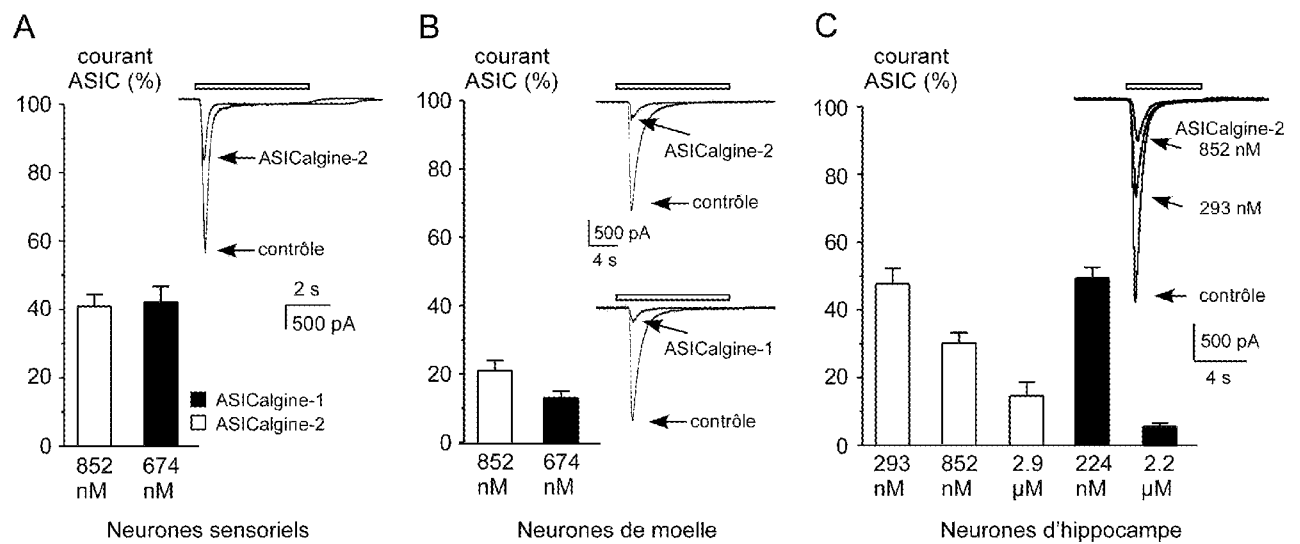 A
courant
ASIC (%)
100
80
60
40
20
0
ASICalgine-2
contrôle
2 s
500 pA
ASICalgine-1
ASICalgine-2
852
nM
674
nM
Neurones sensoriels
B
courant
ASIC (%)
100
80
60
40
20
0
ASICalgine-2
contrôle
500 pA
4 s
ASICalgine-1
contrôle
852
nM
674
nM
Neurones de moelle
C
courant
ASIC (%)
100
80
60
40
20
0
ASICalgine-2
852 nM
293 nM
contrôle
500 pA
4 s
293
nM
852
nM
2.9
µM
224
nM
2.2
µM
Neurones d'hippocampe